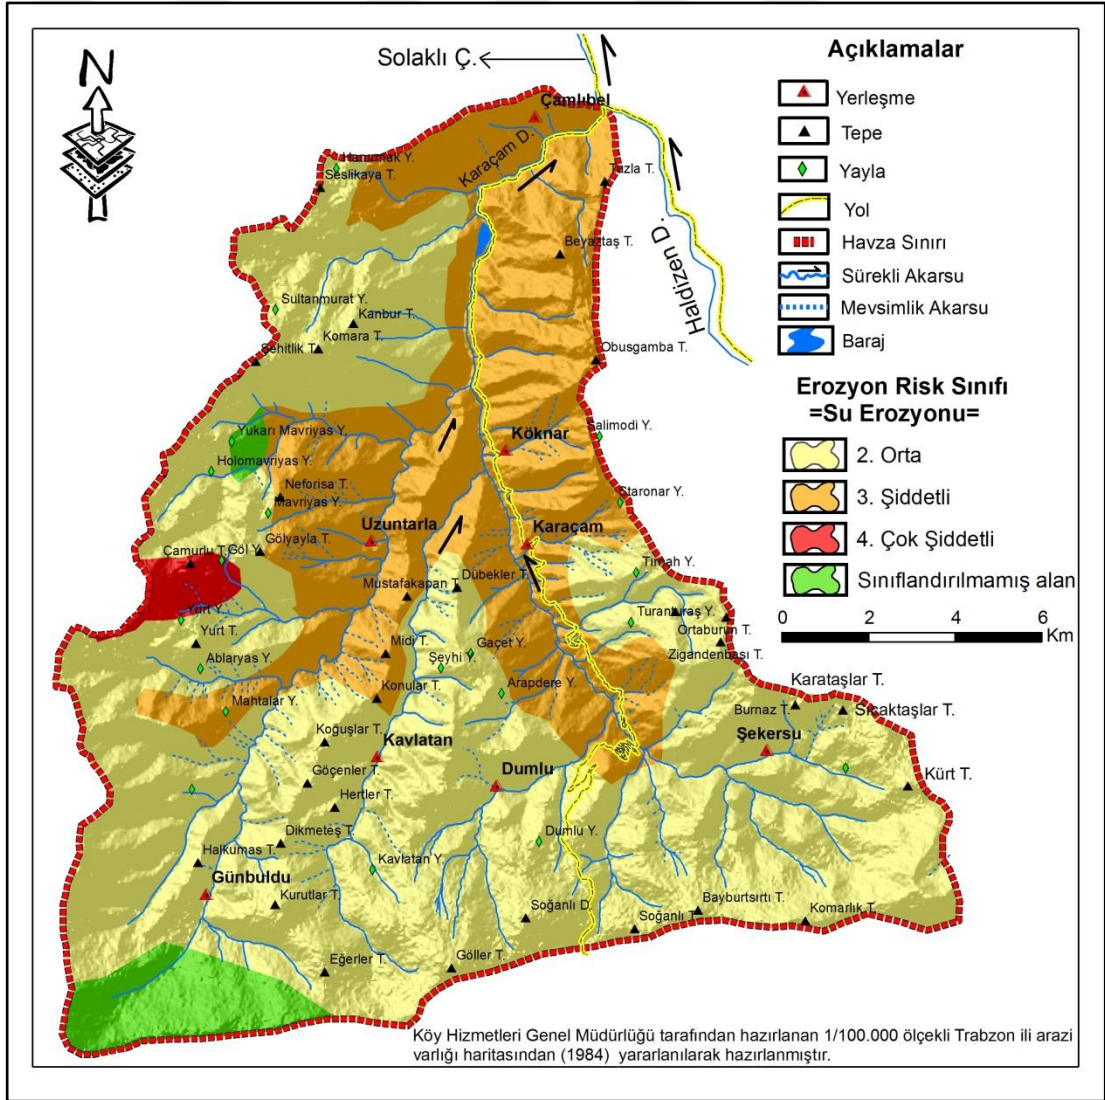 N
Solaklı Ç.
Açıklamalar
Yerleşme
Tepe
Yayla
Yol
Havza Sınırı
Sürekli Akarsu
Mevsimlik Akarsu
Baraj
Erozyon Risk Sınıfı
=Su Erozyonu=
2. Orta
3. Şiddetli
4. Çok Şiddetli
Sınıflandırılmamış alan
0 2 4 6
Km
Çamlıbel
Karaçam D.
Hanırmak Y.
Seslikaya T.
Tuzla T.
Haldizen D.
Beyaztaş T.
Sultanmurat Y.
Kanbur T.
Komara T.
Şehitlik T.
Obusgamba T.
Yukarı Mavriyas Y.
Köknar
Salimodi Y.
Holomavriyas Y.
Neforisa T.
Mavriyas Y.
Staronar Y.
Uzuntarla
Karaçam
Çamurlu T.
Göl Y.
Gölyayla T.
Mustafakapan T.
Dübekler T.
Tımah Y.
Yurt Y.
Yurt T.
Turanturaş Y.
Ortaburun T.
Midi T.
Gaçet Y.
Ablaryas Y.
Şeyhi Y.
Zigandenbası T.
Mahtalar Y.
Konular T.
Arapdere Y.
Karataşlar T.
Burnaz T.
Sıcaktaşlar T.
Koğuşlar T.
Kavlatan
Şekersu
Göçenler T.
Dumlu
Kürt T.
Hertler T.
Dikmeteş T.
Dumlu Y.
Halkumas T.
Kavlatan Y.
Günbuldu
Kurutlar T.
Soğanlı D.
Soğanlı T.
Bayburtsırtı T.
Komarlık T.
Eğerler T.
Göller T.
Köy Hizmetleri Genel Müdürlüğü tarafından hazırlanan 1/100.000 ölçekli Trabzon ili arazi
varlığı haritasından (1984) yararlanılarak hazırlanmıştır.